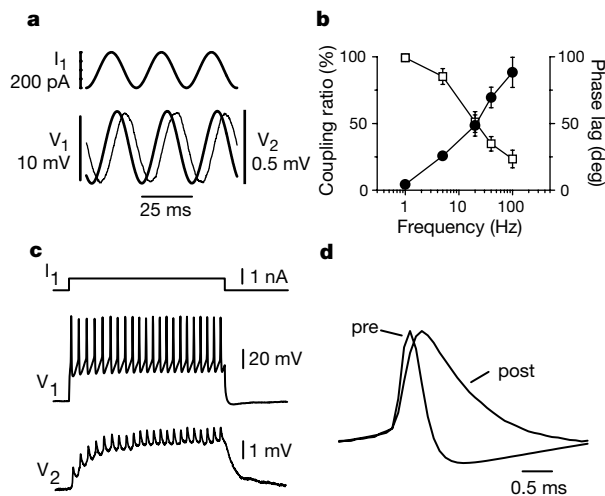 a
I1
200 pA
V1
10 mV
V2
0.5 mV
25 ms
b
100
50
0
Coupling ratio (%)
100
50
0
Phase lag (deg)
1
10
100
Frequency (Hz)
c
I1
1 nA
20 mV
V1
1 mV
V2
d
pre
post
0.5 ms